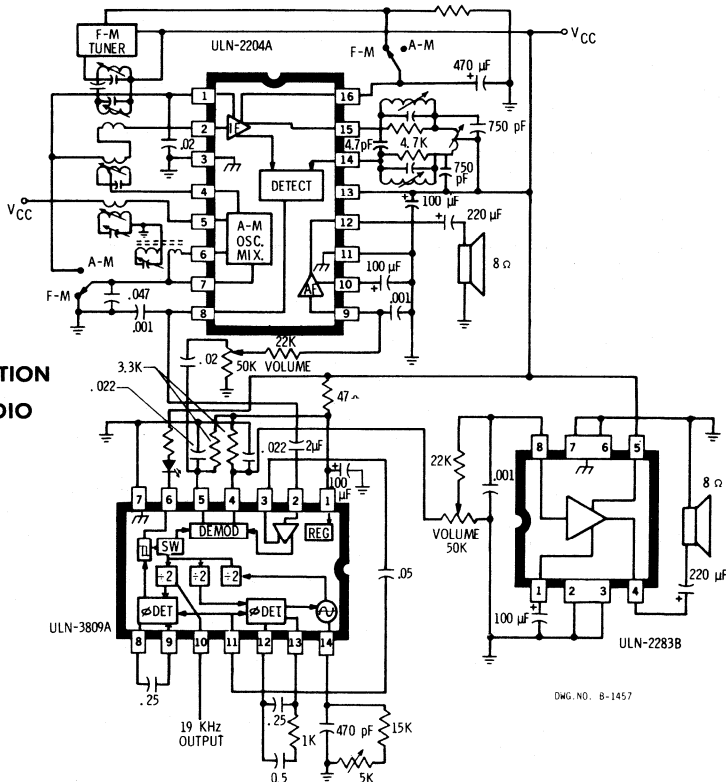 F-M
TUNER
ULN-2204A
F-M
A-M
VCC
470 µF
+
1
2
3
4
5
6
7
8
16
15
14
13
12
11
10
9
IF
DETECT
A-M
OSC.
MIX.
AF
.02
4.7pF
4.7K
750 pF
750
pF
+
100 µF
+
220 µF
8 Ω
100 µF
+
.001
VCC
A-M
F-M
.047
.001
.02
50K
22K
VOLUME
TION
DIO
3.3K
.022
47
.022
2µF
+
100
µF
7
6
5
4
3
2
1
DEMOD
REG
SW
÷2
÷2
÷2
φDET
φDET
ULN-3809A
8
9
10
11
12
13
14
.05
.25
19 KHz
OUTPUT
.25
1K
0.5
470 pF
15K
5K
22K
VOLUME
50K
.001
8
7
6
5
1
2
3
4
100 µF
+
8 Ω
220 µF
+
ULN-2283B
DWG. NO. B-1457